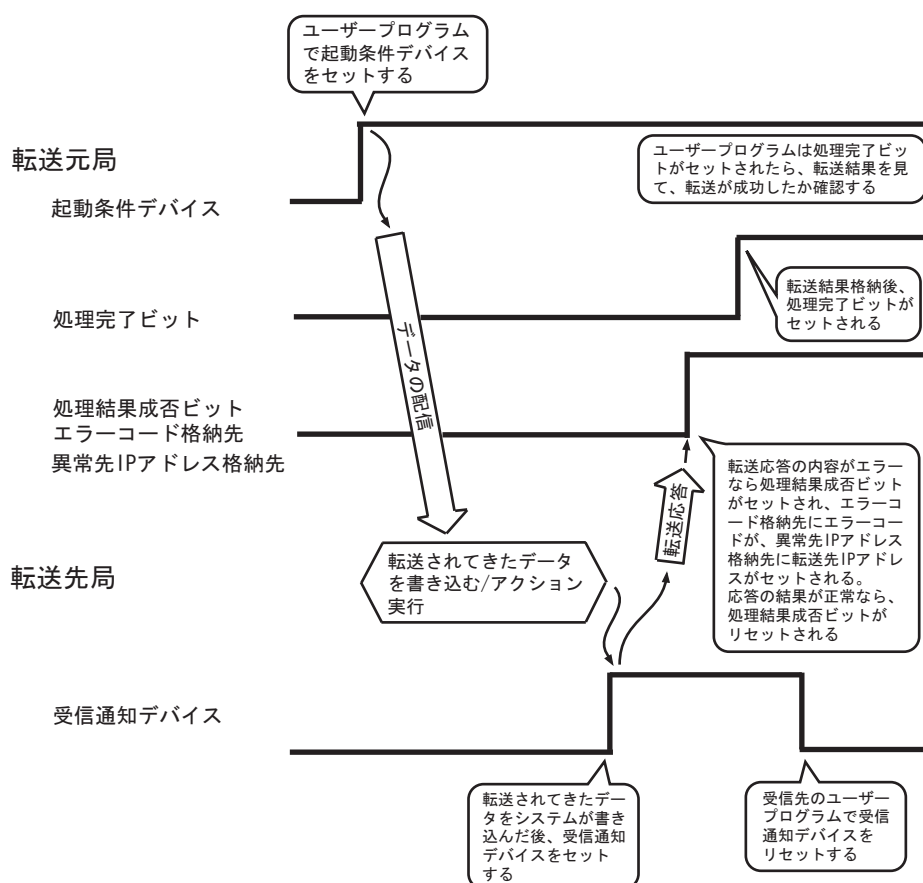 ユーザープログラム
で起動条件デバイス
をセットする
転送元局
ユーザープログラムは処理完了ビッ
トがセットされたら、転送結果を見
て、転送が成功したか確認する
起動条件デバイス
転送結果格納後、
処理完了ビットが
セットされる
処理完了ビット
データの配信
処理結果成否ビット
エラーコード格納先
異常先IPアドレス格納先
転送応答の内容がエラー
なら処理結果成否ビット
がセットされ、エラーコ
ード格納先にエラーコー
ドが、異常先IPアドレス
格納先に転送先IPアドレ
スがセットされる。
応答の結果が正常なら、
処理結果成否ビットが
リセットされる
転送応答
転送先局
転送されてきたデータ
を書き込む/アクション
実行
受信通知デバイス
転送されてきたデー
タをシステムが書き
込んだ後、受信通知
デバイスをセット
する
受信先のユーザー
プログラムで受信
通知デバイスを
リセットする